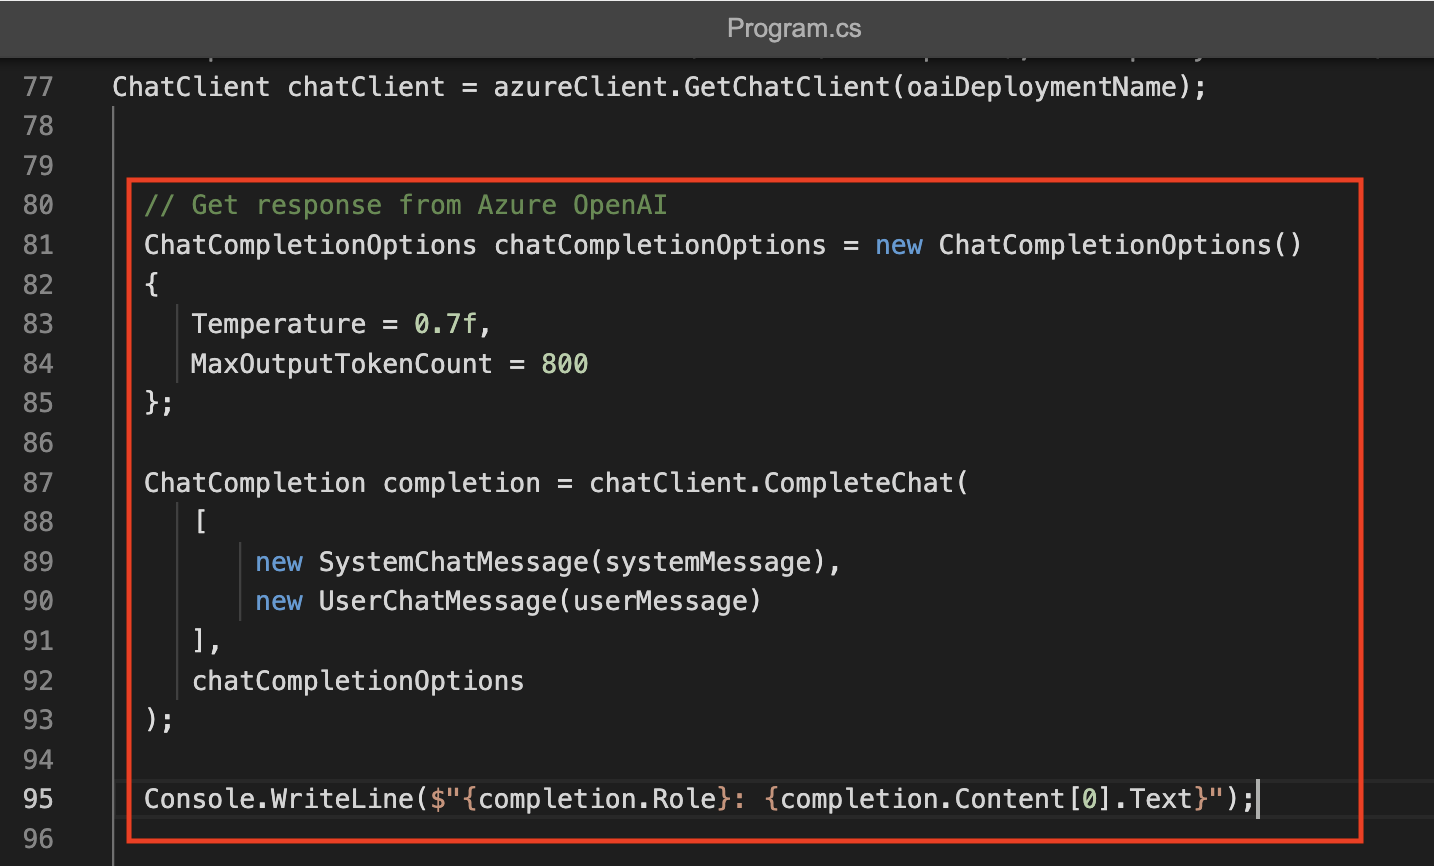 Program.cs
77 ChatClient chatClient = azureClient.GetChatClient(oaiDeploymentName);
78
79
80 // Get response from Azure OpenAI
81 ChatCompletionOptions chatCompletionOptions = new ChatCompletionOptions()
82 {
83 Temperature = 0.7f,
84 MaxOutputTokenCount = 800
85 };
86
87 ChatCompletion completion = chatClient.CompleteChat(
88 [
89 new SystemChatMessage(systemMessage),
90 new UserChatMessage(userMessage)
91 ],
92 chatCompletionOptions
93 );
94
95 Console.WriteLine($"{completion.Role}: {completion.Content[0].Text}");
96